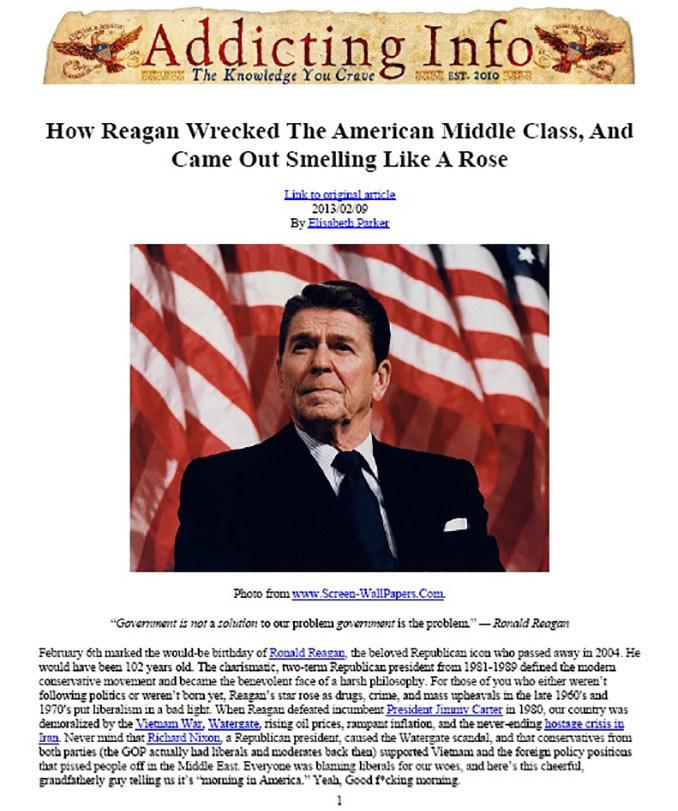 Addicting Info
The Knowledge You Crave
EST. 2010
How Reagan Wrecked The American Middle Class, And
Came Out Smelling Like A Rose
Link to original article
2013/02/09
By Elisabeth Parker
Photo from www.Screen-WallPapers.Com.
“Government is not a solution to our problem government is the problem.” — Ronald Reagan
February 6th marked the would-be birthday of Ronald Reagan, the beloved Republican icon who passed away in 2004. He
would have been 102 years old. The charismatic, two-term Republican president from 1981-1989 defined the modern
conservative movement and became the benevolent face of a harsh philosophy. For those of you who either weren’t
following politics or weren’t born yet, Reagan’s star rose as drugs, crime, and mass upheavals in the late 1960’s and
1970’s put liberalism in a bad light. When Reagan defeated incumbent President Jimmy Carter in 1980, our country was
demoralized by the Vietnam War, Watergate, rising oil prices, rampant inflation, and the never-ending hostage crisis in
Iran. Never mind that Richard Nixon, a Republican president, caused the Watergate scandal, and that conservatives from
both parties (the GOP actually had liberals and moderates back then) supported Vietnam and the foreign policy positions
that pissed people off in the Middle East. Everyone was blaming liberals for our woes, and here’s this cheerful,
grandfatherly guy telling us it’s “morning in America.” Yeah, Good f*cking morning.
1